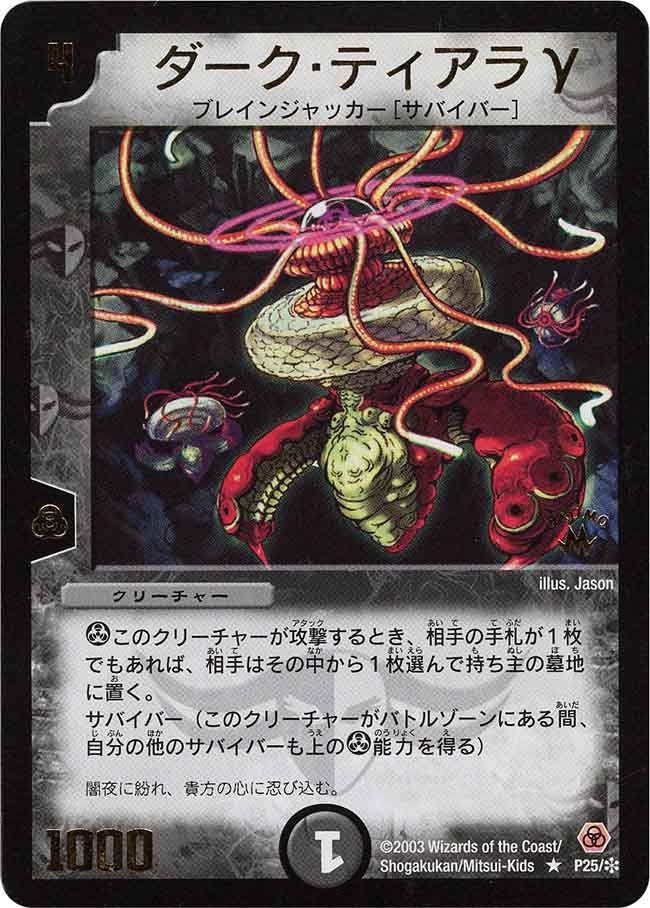 4
ダーク・ティアラγ
ブレインジャッカー[サバイバー]
illus. Jason
クリーチャー
このクリーチャーが攻撃するとき、相手の手札が1枚
でもあれば、相手はその中から1枚選んで持ち主の墓地
に置く。
サバイバー（このクリーチャーがバトルゾーンにある間、
自分の他のサバイバーも上の 能力を得る）
闇夜に紛れ、貴方の心に忍び込む。
1000
1
©2003 Wizards of the Coast/
Shogakukan/Mitsui-Kids ★ P25/✻